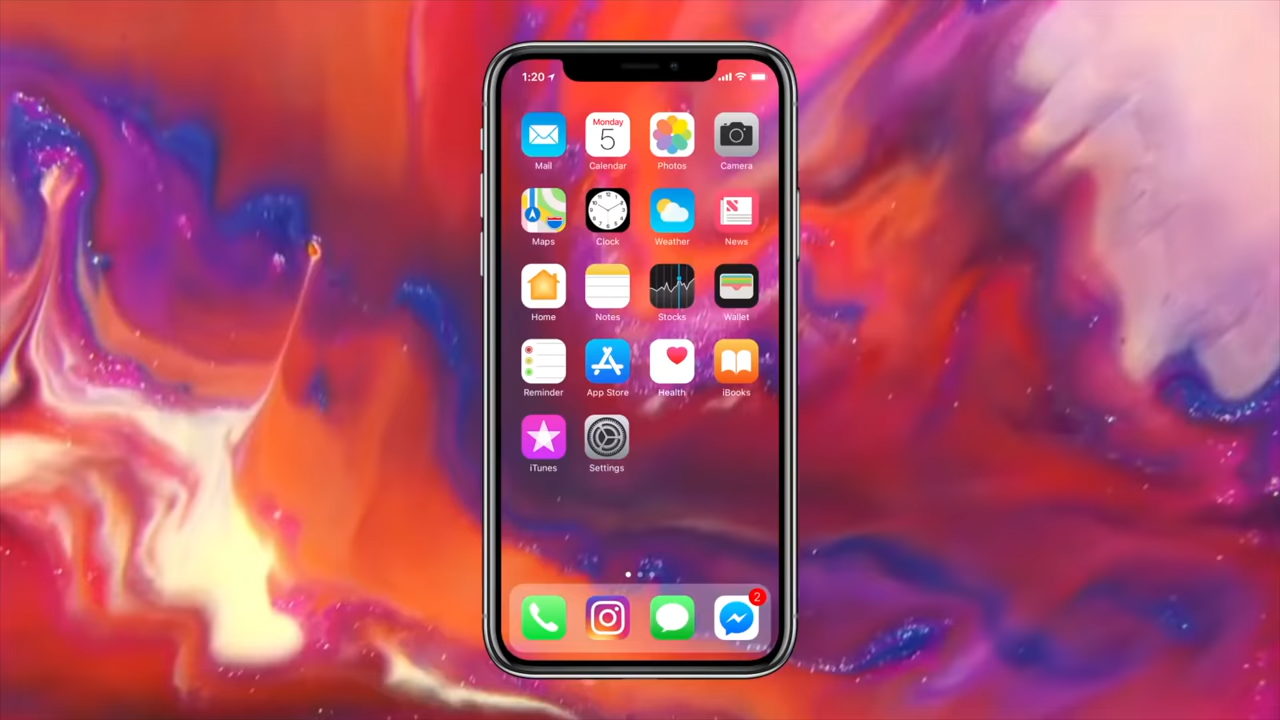 1:20
Monday
5
Mail
Calendar
Photos
Camera
Maps
Clock
Weather
News
Home
Notes
Stocks
Wallet
Reminder
App Store
Health
iBooks
iTunes
Settings
2